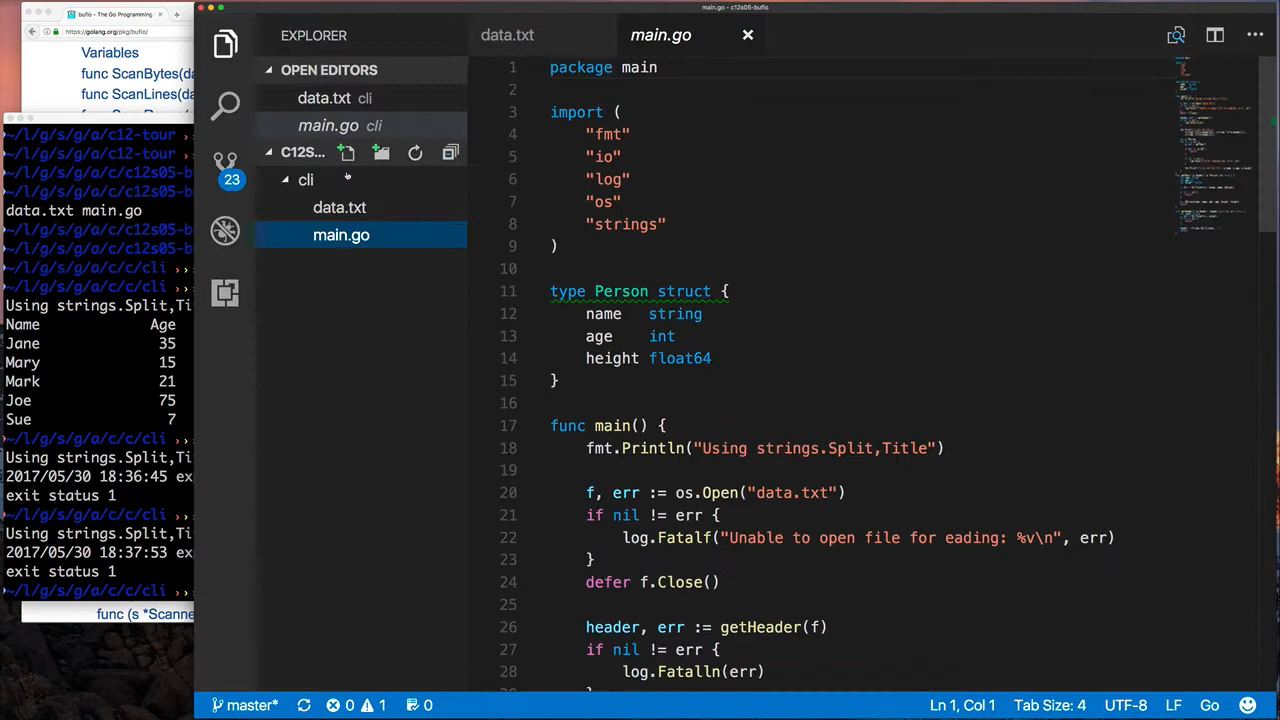 main.go - c12s05-bufio
bufio - The Go Programming
https://golang.org/pkg/bufio/
Variables
func ScanBytes(da
func ScanLines(da
~/l/g/s/g/a/c12-tour
~/l/g/s/g/a/c12-tour
~/l/g/s/g/a/c12s05-b
~/l/g/s/g/a/c12s05-b
data.txt main.go
~/l/g/s/g/a/c12s05-b
~/l/g/s/g/a/c12s05-b
~/l/g/s/g/a/c/c/cli
~/l/g/s/g/a/c/c/cli
Using strings.Split,Ti
Name Age
Jane 35
Mary 15
Mark 21
Joe 75
Sue 7
~/l/g/s/g/a/c/c/cli
Using strings.Split,Ti
2017/05/30 18:36:45 ex
exit status 1
~/l/g/s/g/a/c/c/cli
Using strings.Split,Ti
2017/05/30 18:37:53 ex
exit status 1
~/l/g/s/g/a/c/c/cli
func (s *Scanne
23
EXPLORER
OPEN EDITORS
data.txt cli
main.go cli
C12S...
cli
data.txt
main.go
data.txt
main.go
1 package main
2
3 import (
4 "fmt"
5 "io"
6 "log"
7 "os"
8 "strings"
9 )
10
11 type Person struct {
12 name string
13 age int
14 height float64
15 }
16
17 func main() {
18 fmt.Println("Using strings.Split,Title")
19
20 f, err := os.Open("data.txt")
21 if nil != err {
22 log.Fatalf("Unable to open file for eading: %v\n", err)
23 }
24 defer f.Close()
25
26 header, err := getHeader(f)
27 if nil != err {
28 log.Fatalln(err)
master* 0 1 0
Ln 1, Col 1 Tab Size: 4 UTF-8 LF Go